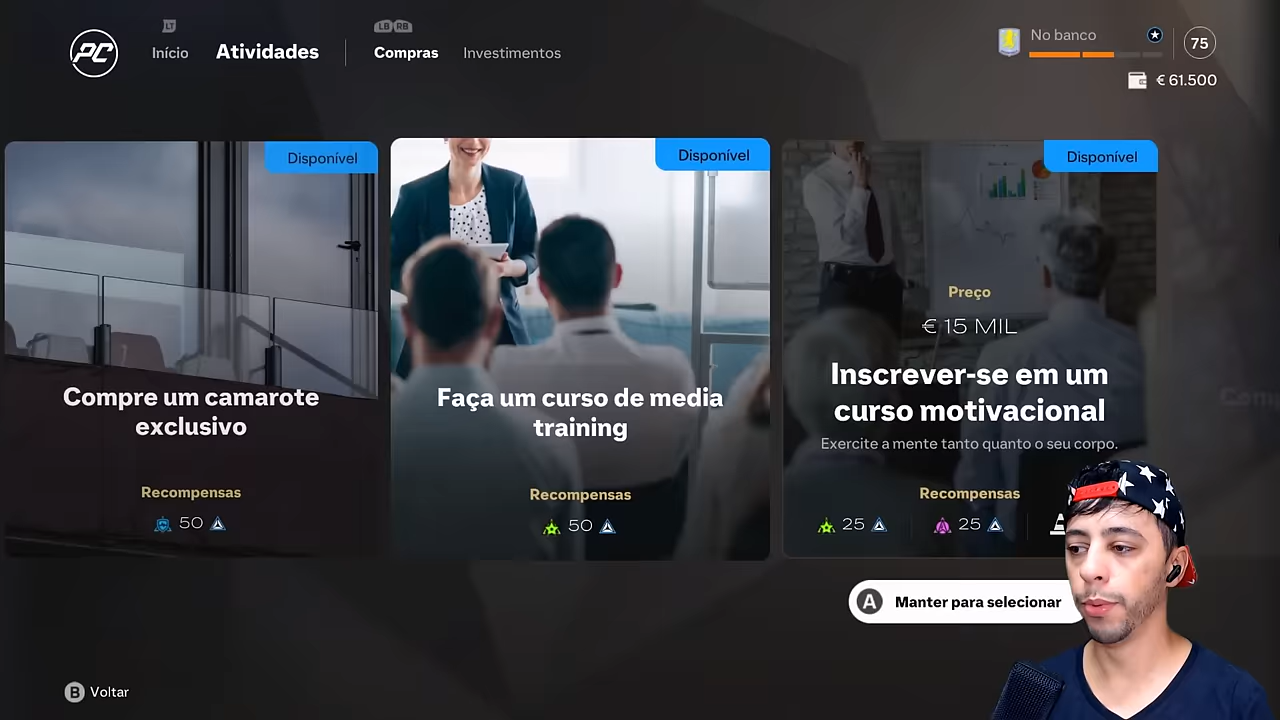 LT
LB RB
PC
Início
Atividades
Compras
Investimentos
No banco
75
€ 61.500
Disponível
Disponível
Disponível
Compre um camarote
exclusivo
Recompensas
50
Faça um curso de media
training
Recompensas
50
Preço
€ 15 MIL
Inscrever-se em um
curso motivacional
Exercite a mente tanto quanto o seu corpo.
Recompensas
25
25
A Manter para selecionar
B Voltar